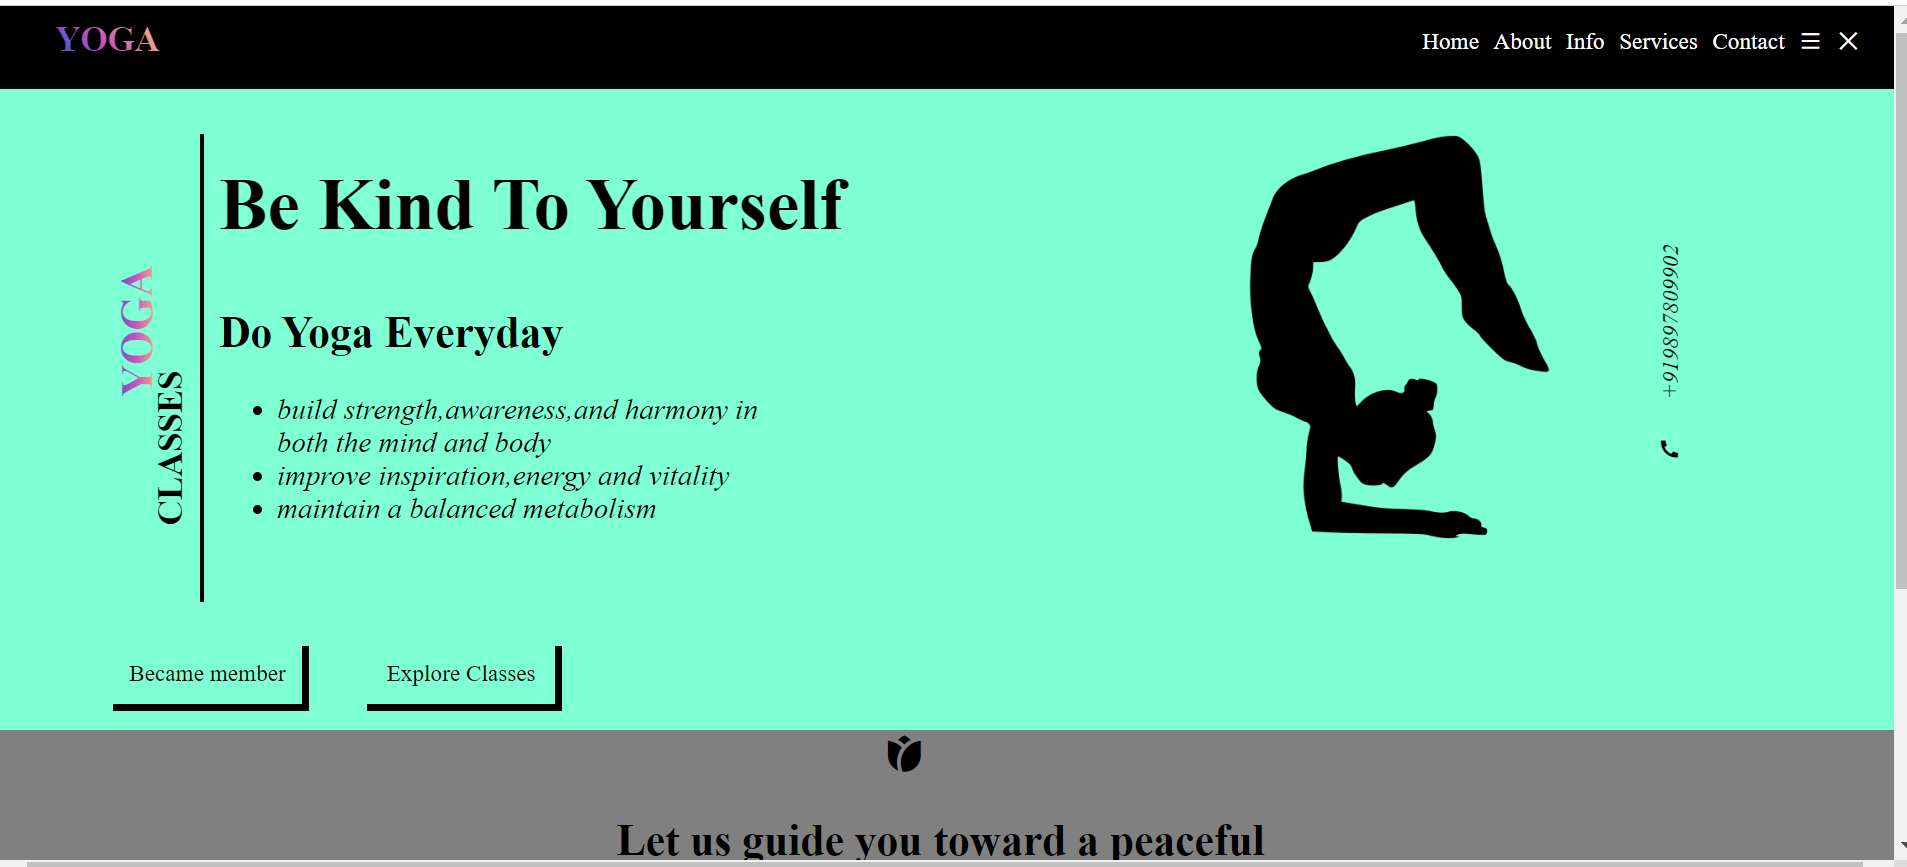 YOGA
Home About Info Services Contact
Be Kind To Yourself
YOGA
CLASSES
Do Yoga Everyday
build strength,awareness,and harmony in
both the mind and body
improve inspiration,energy and vitality
maintain a balanced metabolism
+919897809902
Became member
Explore Classes
Let us guide you toward a peaceful